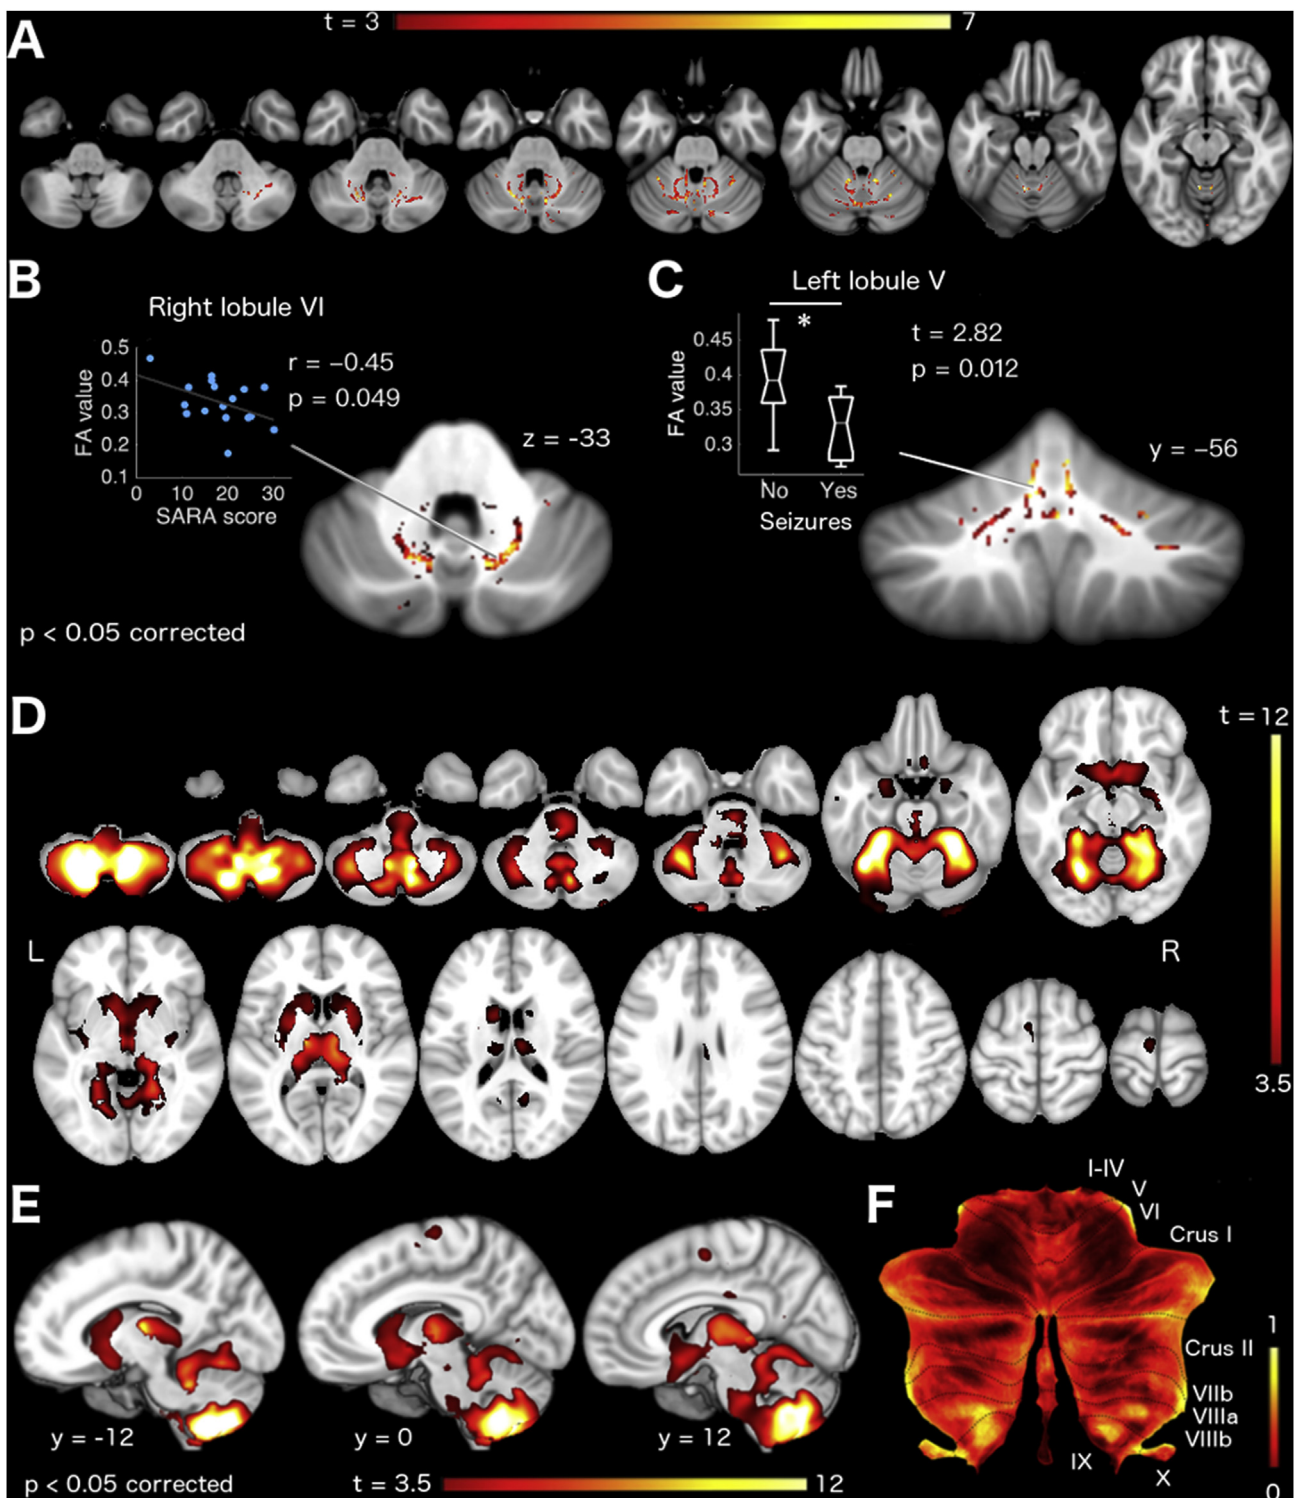 A
t = 3
7
B
Right lobule VI
0.5
0.4
0.3
0.2
0.1
FA value
0
10
20
30
SARA score
r = −0.45
p = 0.049
z = -33
p < 0.05 corrected
C
Left lobule V
*
0.45
0.4
0.35
0.3
FA value
No
Yes
Seizures
t = 2.82
p = 0.012
y = −56
D
t = 12
3.5
L
R
E
y = -12
y = 0
y = 12
p < 0.05 corrected
t = 3.5
12
F
I-IV
V
VI
Crus I
Crus II
VIIb
VIIIa
VIIIb
IX
X
1
0